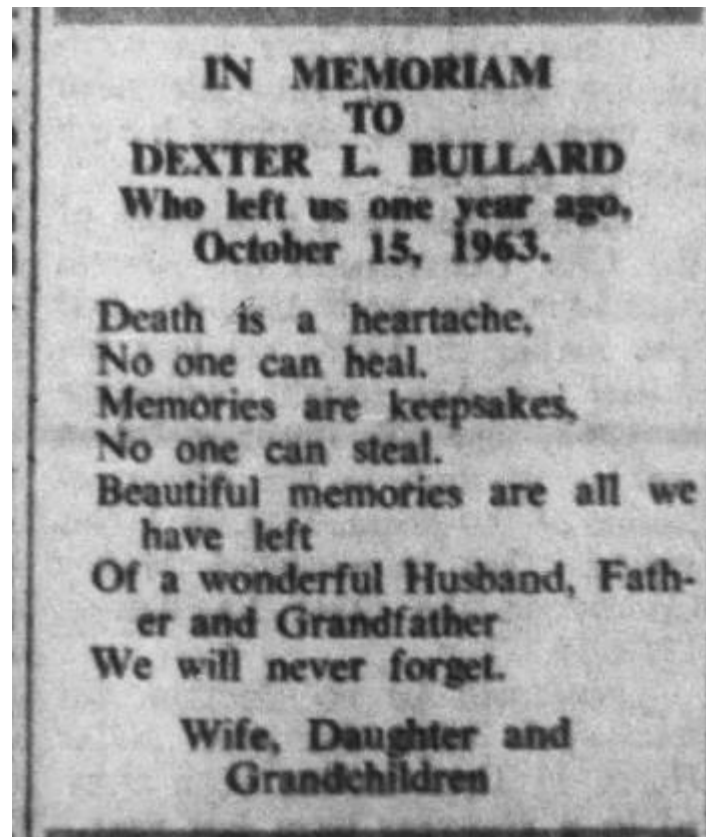 IN MEMORIAM
TO
DEXTER L. BULLARD
Who left us one year ago,
October 15, 1963.
Death is a heartache,
No one can heal.
Memories are keepsakes,
No one can steal.
Beautiful memories are all we
have left
Of a wonderful Husband, Fath-
er and Grandfather
We will never forget.
Wife, Daughter and
Grandchildren